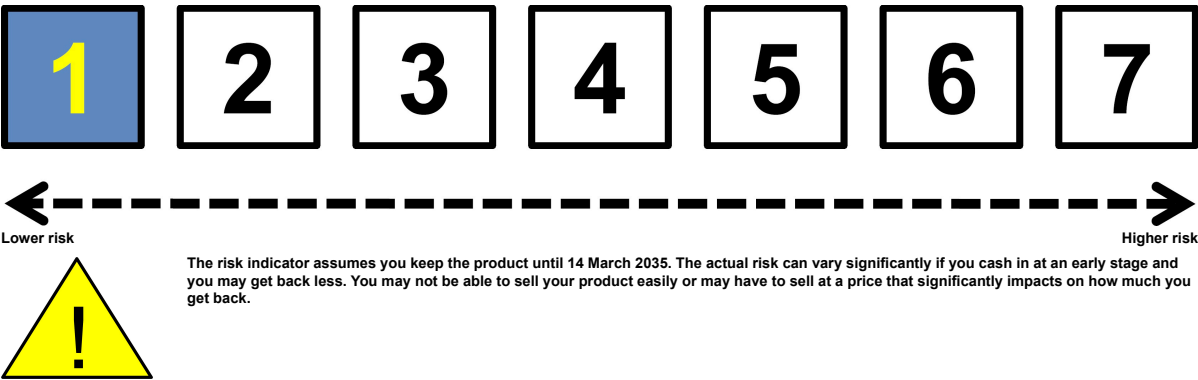 1 2 3 4 5 6 7
Lower risk Higher risk
The risk indicator assumes you keep the product until 14 March 2035. The actual risk can vary significantly if you cash in at an early stage and
you may get back less. You may not be able to sell your product easily or may have to sell at a price that significantly impacts on how much you
get back.
!